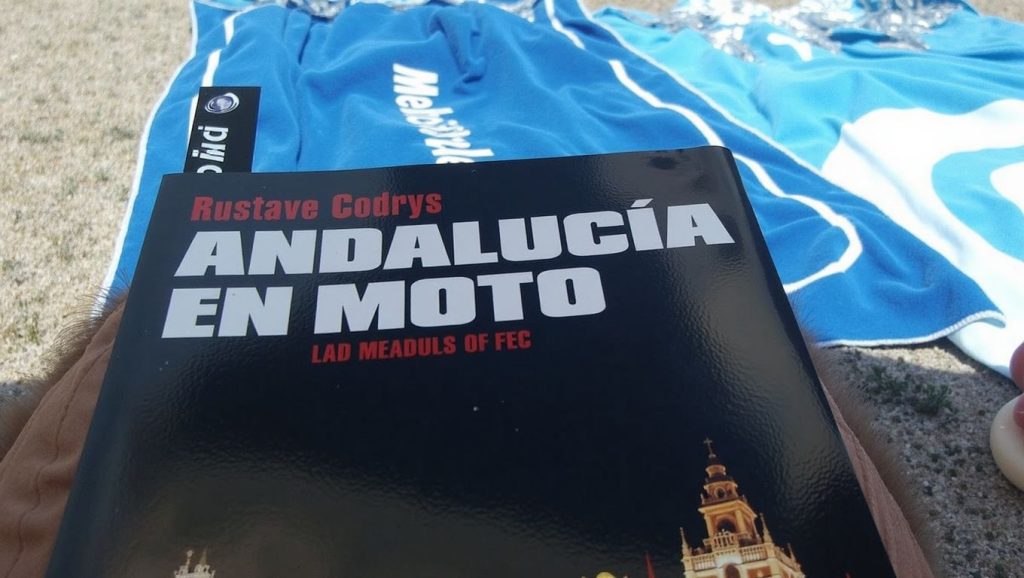 Rustave Codrys
ANDALUCÍA
EN MOTO
LAD MEADULS OF FEC